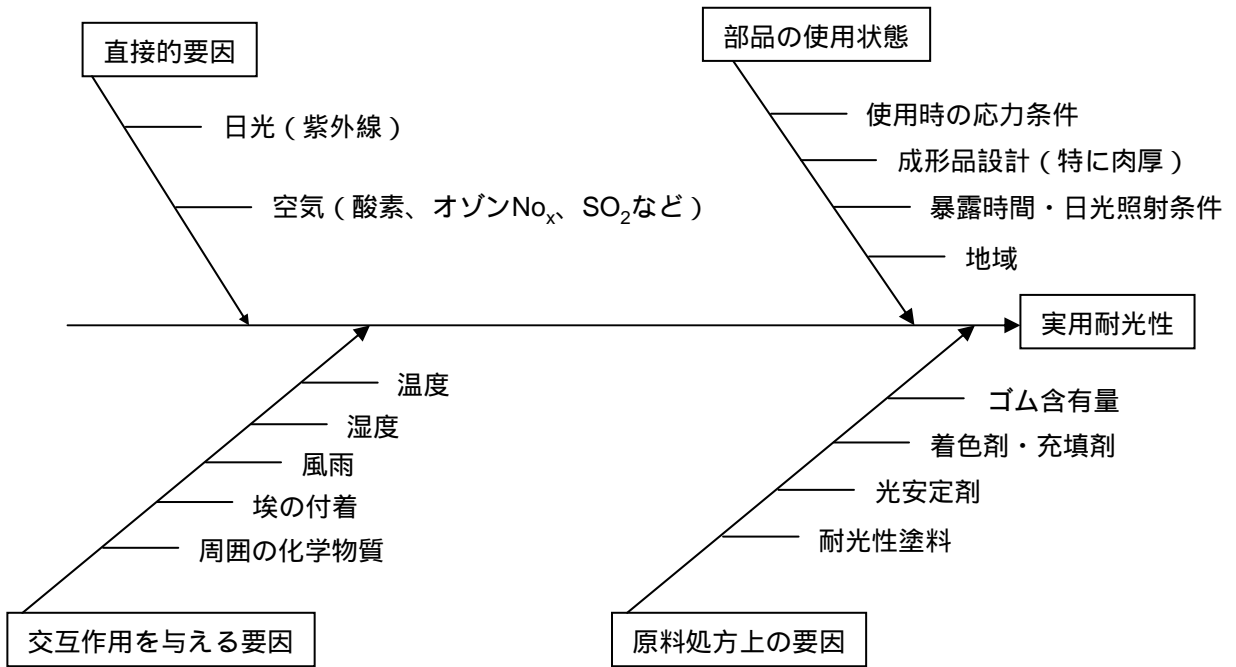 直接的要因
日光（紫外線）
空気（酸素、オゾンNoₓ、SO₂など）
部品の使用状態
使用時の応力条件
成形品設計（特に肉厚）
暴露時間・日光照射条件
地域
実用耐光性
温度
湿度
風雨
埃の付着
周囲の化学物質
交互作用を与える要因
ゴム含有量
着色剤・充填剤
光安定剤
耐光性塗料
原料処方上の要因